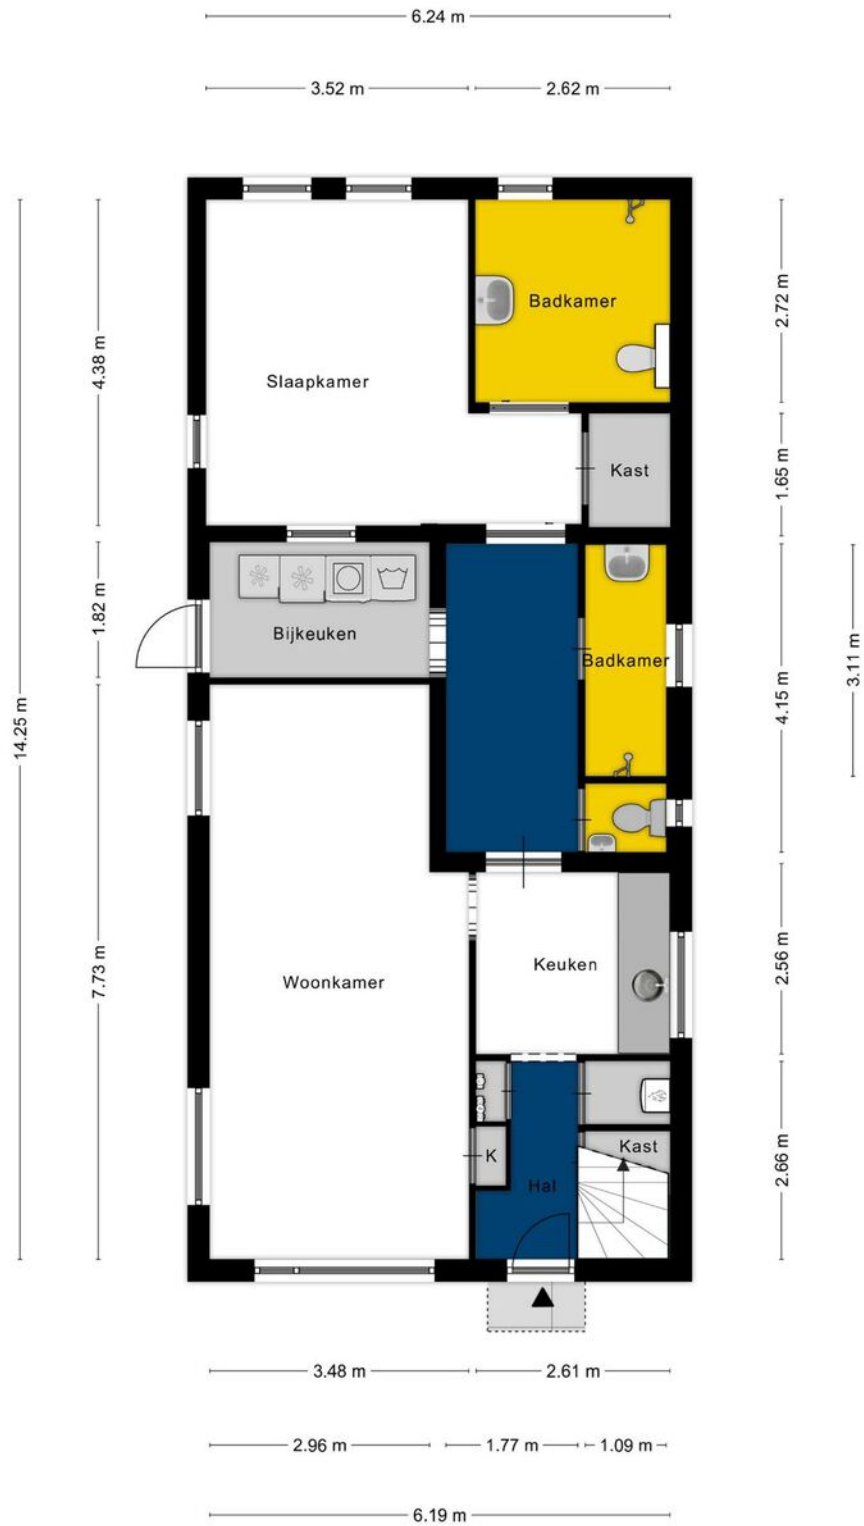 6.24 m
3.52 m
2.62 m
Badkamer
2.72 m
4.38 m
Slaapkamer
Kast
1.65 m
1.82 m
Bijkeuken
Badkamer
3.11 m
4.15 m
14.25 m
7.73 m
Woonkamer
Keuken
2.56 m
K
Kast
2.66 m
Hal
3.48 m
2.61 m
2.96 m
1.77 m
1.09 m
6.19 m